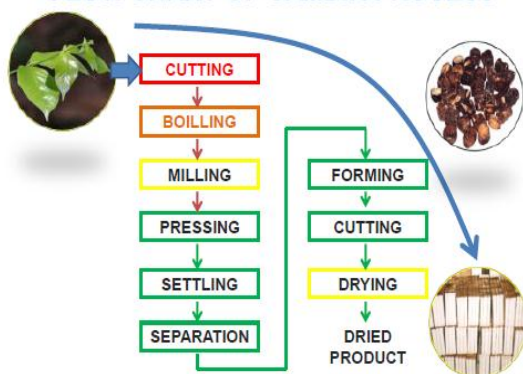 CUTTING
BOILLING
MILLING
PRESSING
SETTLING
SEPARATION
FORMING
CUTTING
DRYING
DRIED
PRODUCT